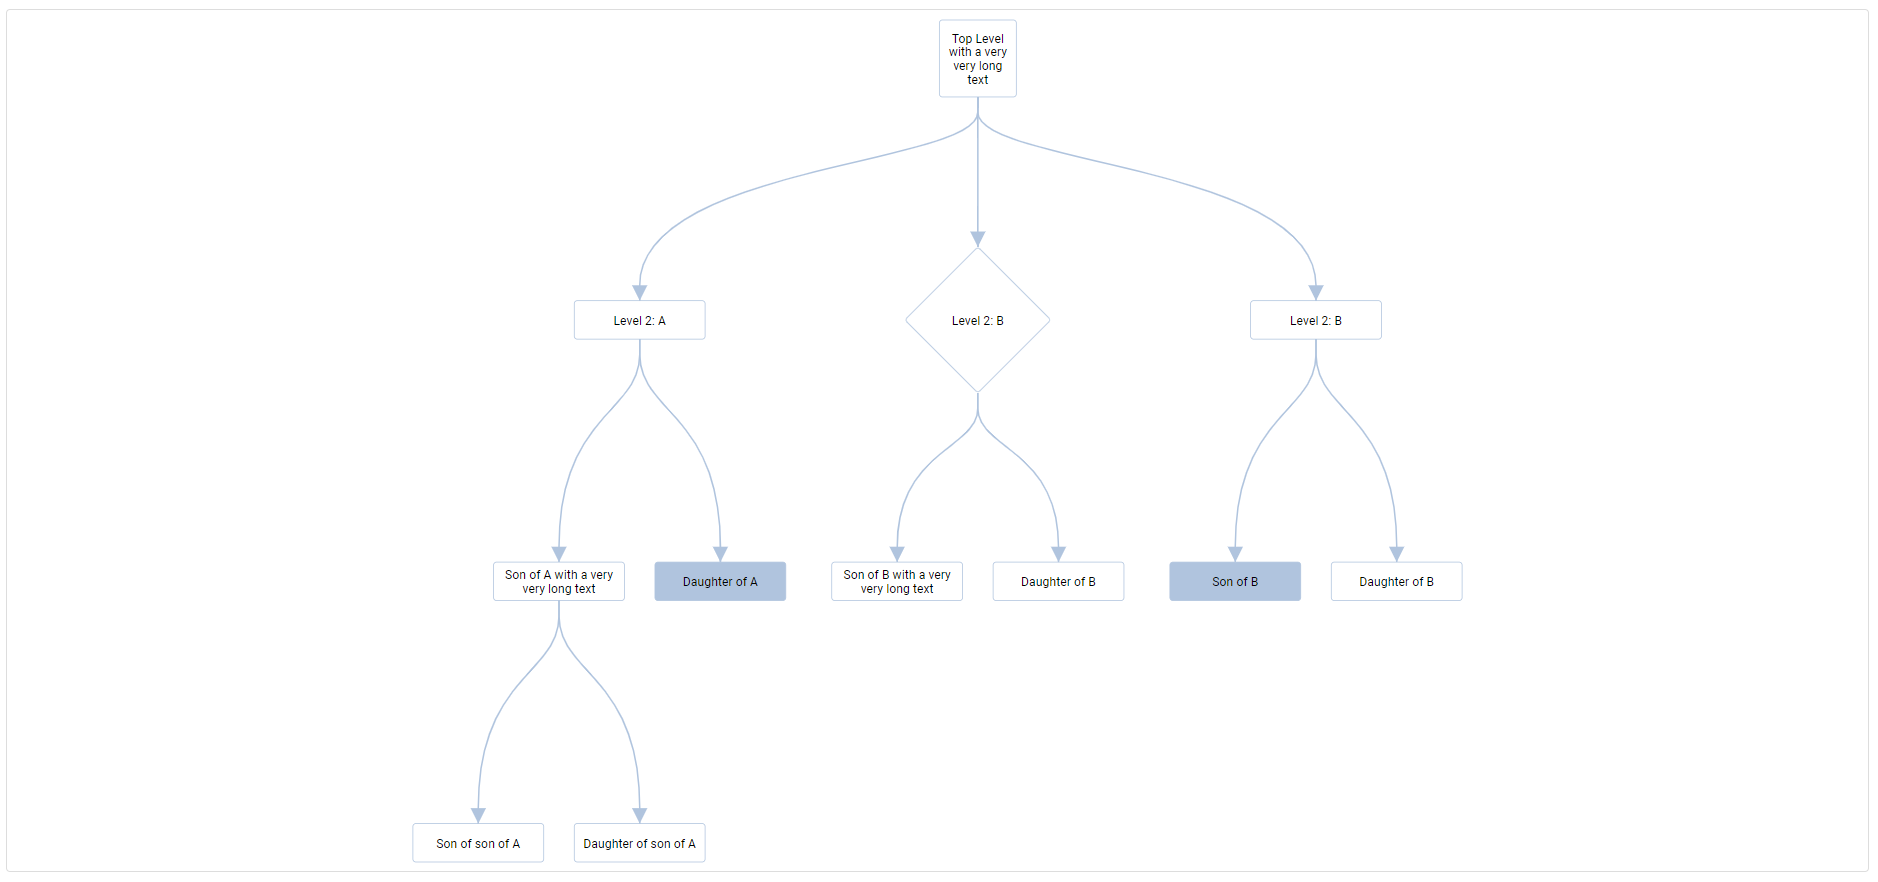 Top Level
with a very
very long
text
Level 2: A
Level 2: B
Level 2: B
Son of A with a very
very long text
Daughter of A
Son of B with a very
very long text
Daughter of B
Son of B
Daughter of B
Son of son of A
Daughter of son of A